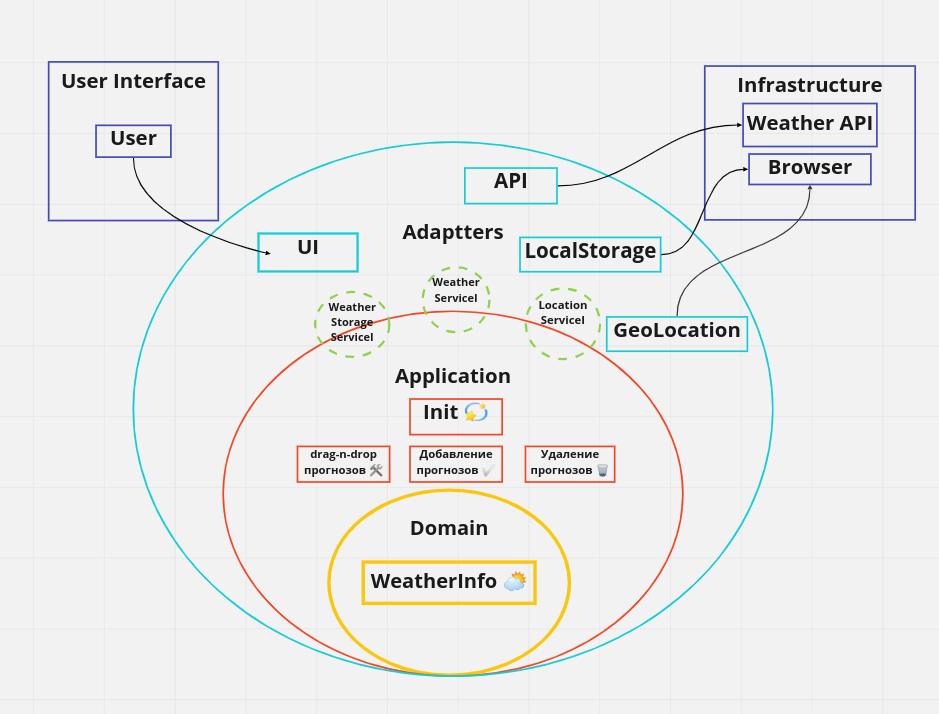 User Interface
User
Infrastructure
Weather API
Browser
API
Adaptters
UI
LocalStorage
Weather
Servicel
Weather
Storage
Servicel
Location
Servicel
GeoLocation
Application
Init 💫
drag-n-drop
прогнозов 🛠️
Добавление
прогнозов ✔️
Удаление
прогнозов 🗑️
Domain
WeatherInfo 🌥️